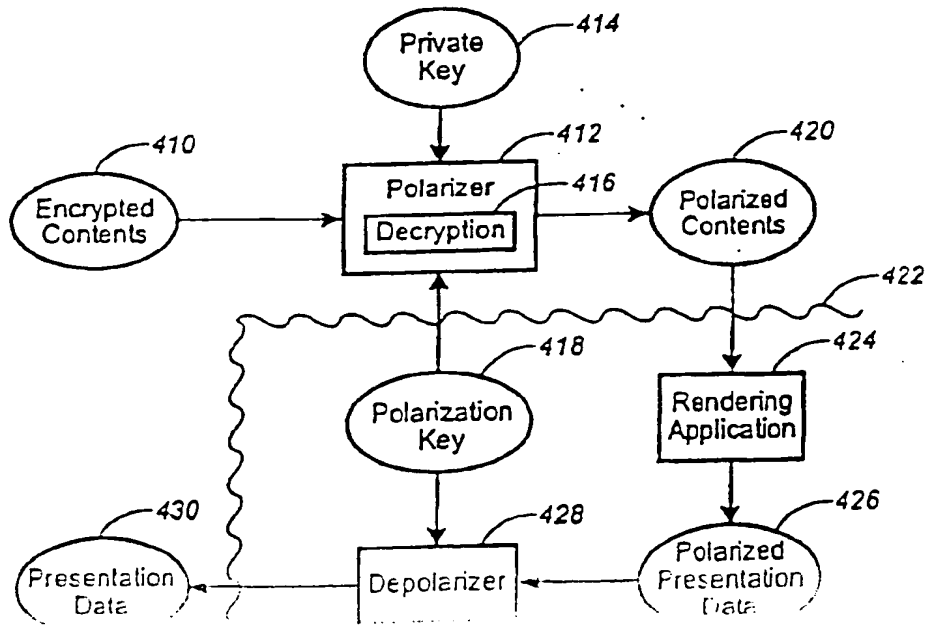 Private
Key
414
410
412
420
Encrypted
Contents
Polarizer
416
Decryption
Polarized
Contents
422
418
424
Polarization
Key
Rendering
Application
430
428
426
Presentation
Data
Depolarizer
Polarized
Presentation
Data